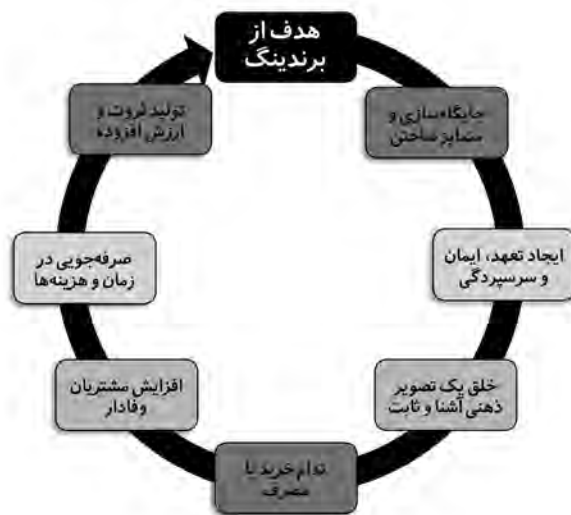 هدف از
برندینگ
جایگاه‌سازی و
متمایز ساختن
ایجاد تعهد، ایمان
و سرسپردگی
خلق یک تصویر
ذهنی آشنا و ثابت
تداوم خرید یا
مصرف
افزایش مشتریان
وفادار
صرفه‌جویی در
زمان و هزینه‌ها
تولید ثروت و
ارزش افزوده